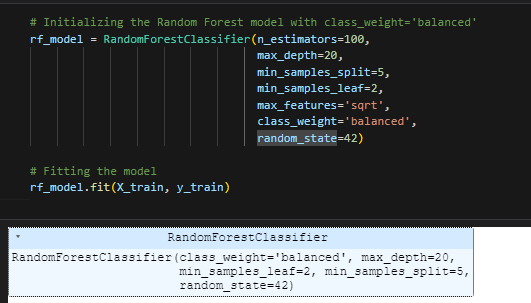 # Initializing the Random Forest model with class_weight='balanced'
rf_model = RandomForestClassifier(n_estimators=100,
max_depth=20,
min_samples_split=5,
min_samples_leaf=2,
max_features='sqrt',
class_weight='balanced',
random_state=42)
# Fitting the model
rf_model.fit(X_train, y_train)
RandomForestClassifier
RandomForestClassifier(class_weight='balanced', max_depth=20,
min_samples_leaf=2, min_samples_split=5,
random_state=42)